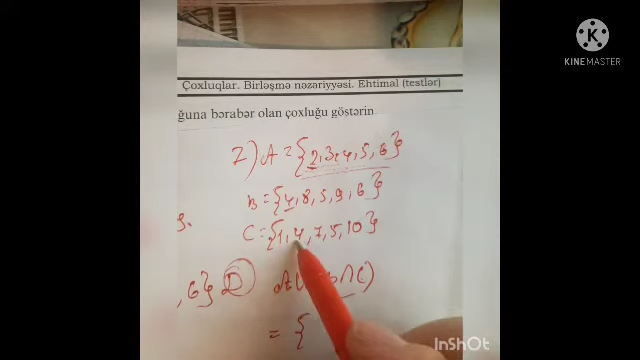 KINEMASTER
Çoxluqlar. Birləşmə nəzəriyyəsi. Ehtimal (testlər)
ğuna bərabər olan çoxluğu göstərin
7) A = {2, 3, 4, 5, 6}
B = {4, 8, 5, 9, 6}
C = {1, 4, 7, 5, 10}
, 6} D A ∩ C)
= {
InShOt